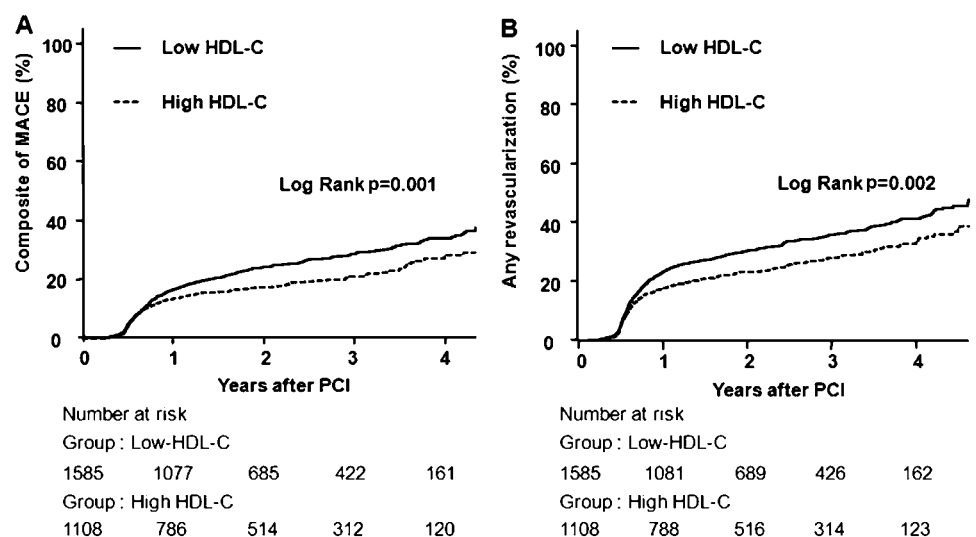 A
Composite of MACE (%)
100
80
60
40
20
0
Low HDL-C
High HDL-C
Log Rank p=0.001
0 1 2 3 4
Years after PCI
Number at risk
Group : Low-HDL-C
1585 1077 685 422 161
Group : High HDL-C
1108 786 514 312 120
B
Any revascularization (%)
100
80
60
40
20
0
Low HDL-C
High HDL-C
Log Rank p=0.002
0 1 2 3 4
Years after PCI
Number at risk
Group : Low-HDL-C
1585 1081 689 426 162
Group : High HDL-C
1108 788 516 314 123